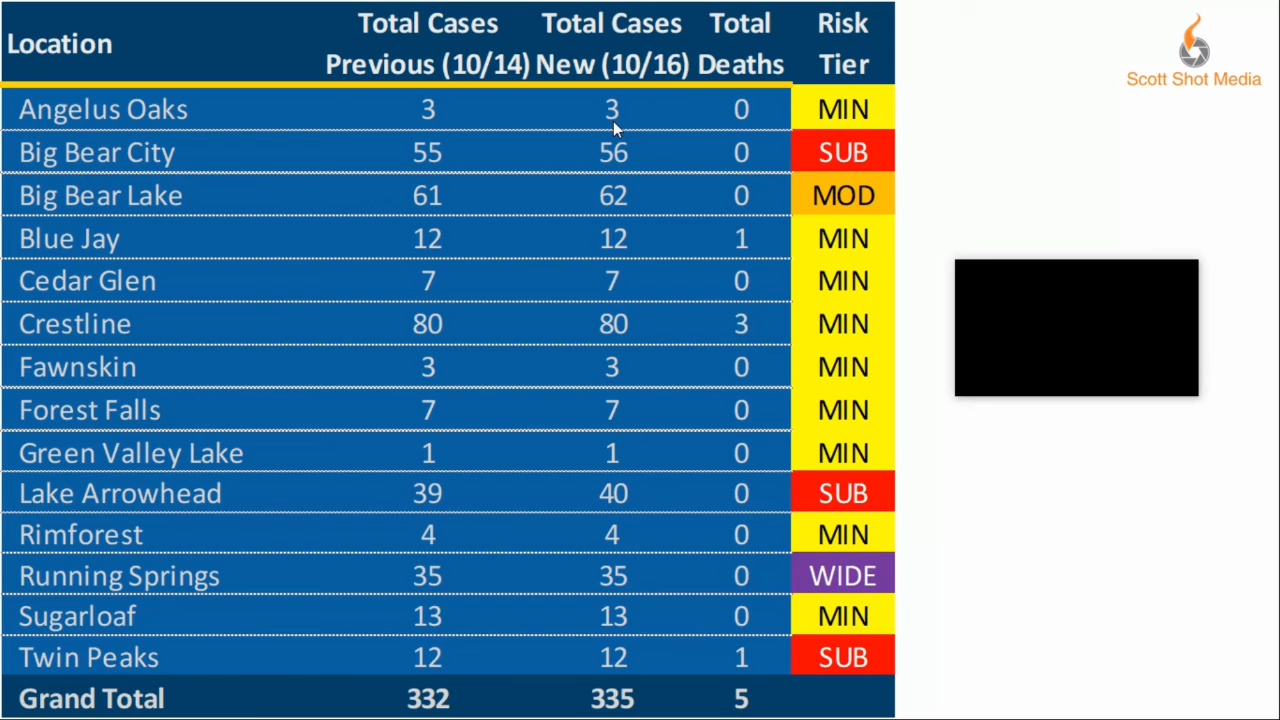 Location Total Cases Previous (10/14) Total Cases New (10/16) Total Deaths Risk Tier
Angelus Oaks 3 3 0 MIN
Big Bear City 55 56 0 SUB
Big Bear Lake 61 62 0 MOD
Blue Jay 12 12 1 MIN
Cedar Glen 7 7 0 MIN
Crestline 80 80 3 MIN
Fawnskin 3 3 0 MIN
Forest Falls 7 7 0 MIN
Green Valley Lake 1 1 0 MIN
Lake Arrowhead 39 40 0 SUB
Rimforest 4 4 0 MIN
Running Springs 35 35 0 WIDE
Sugarloaf 13 13 0 MIN
Twin Peaks 12 12 1 SUB
Grand Total 332 335 5
Scott Shot Media